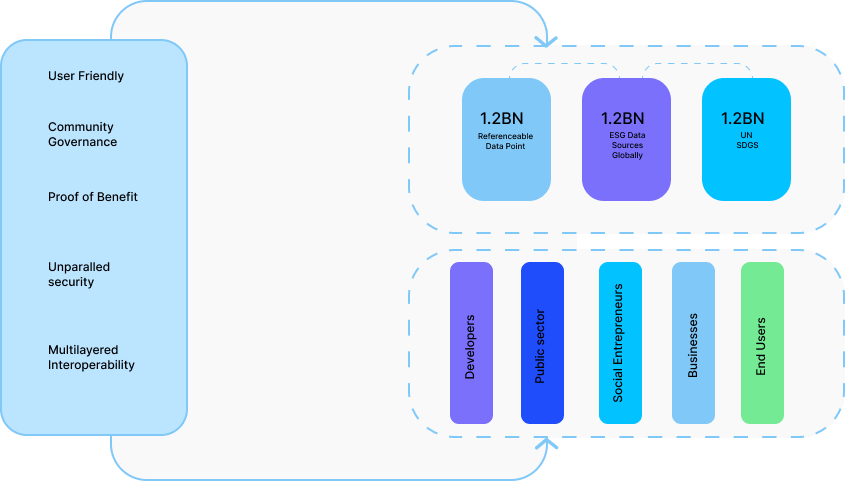 User Friendly
Community
Governance
Proof of Benefit
Unparalled
security
Multilayered
Interoperability
1.2BN
Referenceable
Data Point
1.2BN
ESG Data
Sources
Globally
1.2BN
UN
SDGS
Developers
Public sector
Social Entrepreneurs
Businesses
End Users